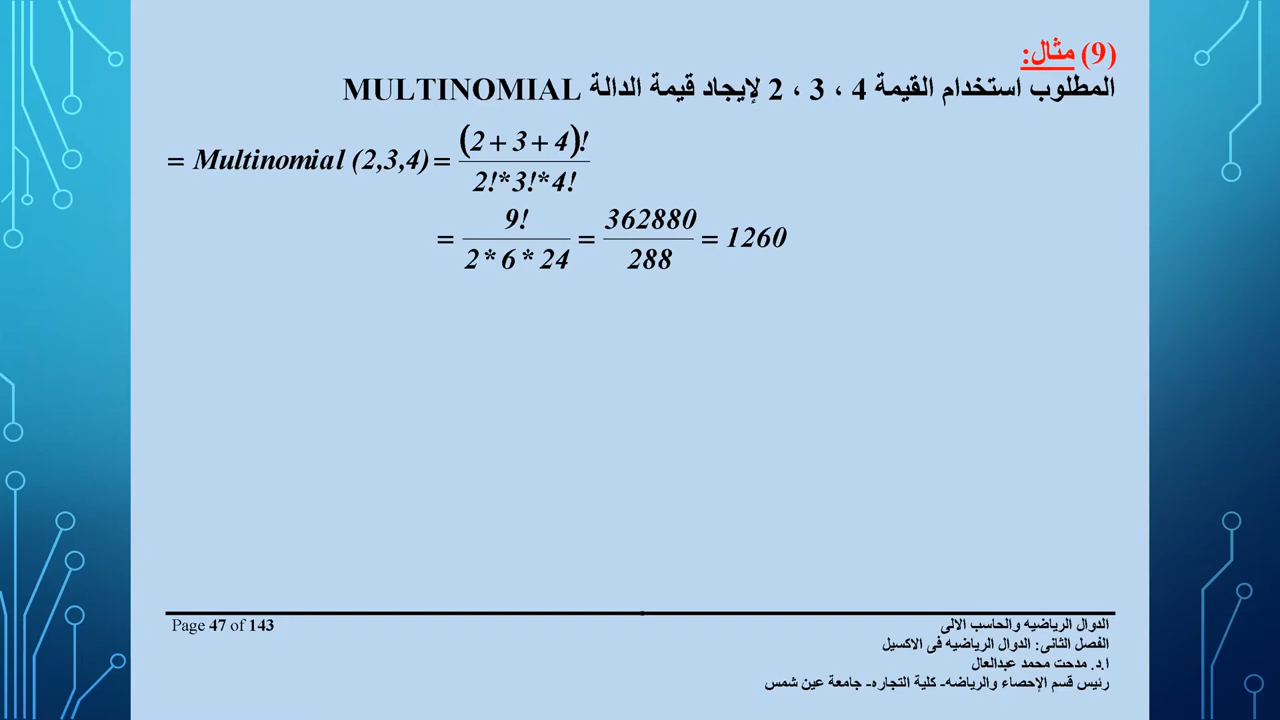 (9) مثال:
المطلوب استخدام القيمة 4 ، 3 ، 2 لإيجاد قيمة الدالة MULTINOMIAL
= Multinomial (2,3,4) = (2 + 3 + 4)! / 2!*3!*4!
= 9! / 2 * 6 * 24 = 362880 / 288 = 1260
الدوال الرياضيه والحاسب الالى
Page 47 of 143
الفصل الثانى: الدوال الرياضيه فى الاكسيل
ا.د. مدحت محمد عبدالعال
رئيس قسم الإحصاء والرياضه- كلية التجاره- جامعة عين شمس